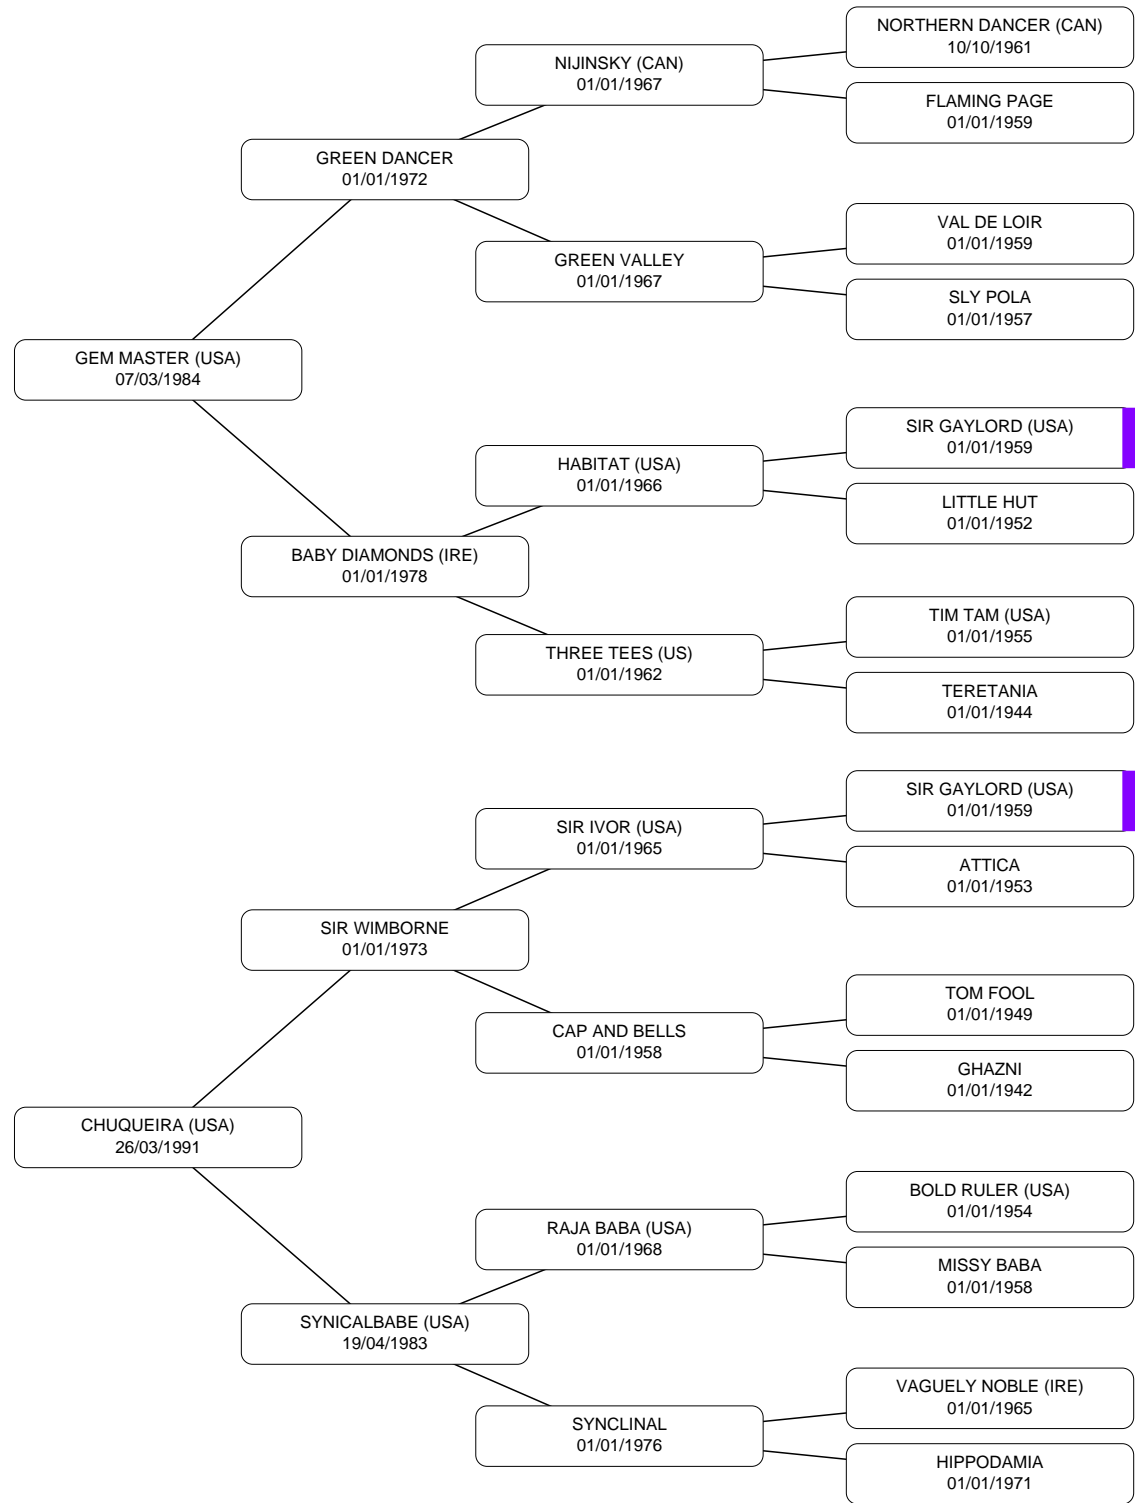 NORTHERN DANCER (CAN)
10/10/1961
NIJINSKY (CAN)
01/01/1967
FLAMING PAGE
01/01/1959
GREEN DANCER
01/01/1972
VAL DE LOIR
01/01/1959
GREEN VALLEY
01/01/1967
SLY POLA
01/01/1957
GEM MASTER (USA)
07/03/1984
SIR GAYLORD (USA)
01/01/1959
HABITAT (USA)
01/01/1966
LITTLE HUT
01/01/1952
BABY DIAMONDS (IRE)
01/01/1978
TIM TAM (USA)
01/01/1955
THREE TEES (US)
01/01/1962
TERETANIA
01/01/1944
SIR GAYLORD (USA)
01/01/1959
SIR IVOR (USA)
01/01/1965
ATTICA
01/01/1953
SIR WIMBORNE
01/01/1973
TOM FOOL
01/01/1949
CAP AND BELLS
01/01/1958
GHAZNI
01/01/1942
CHUQUEIRA (USA)
26/03/1991
BOLD RULER (USA)
01/01/1954
RAJA BABA (USA)
01/01/1968
MISSY BABA
01/01/1958
SYNICALBABE (USA)
19/04/1983
VAGUELY NOBLE (IRE)
01/01/1965
SYNCLINAL
01/01/1976
HIPPODAMIA
01/01/1971